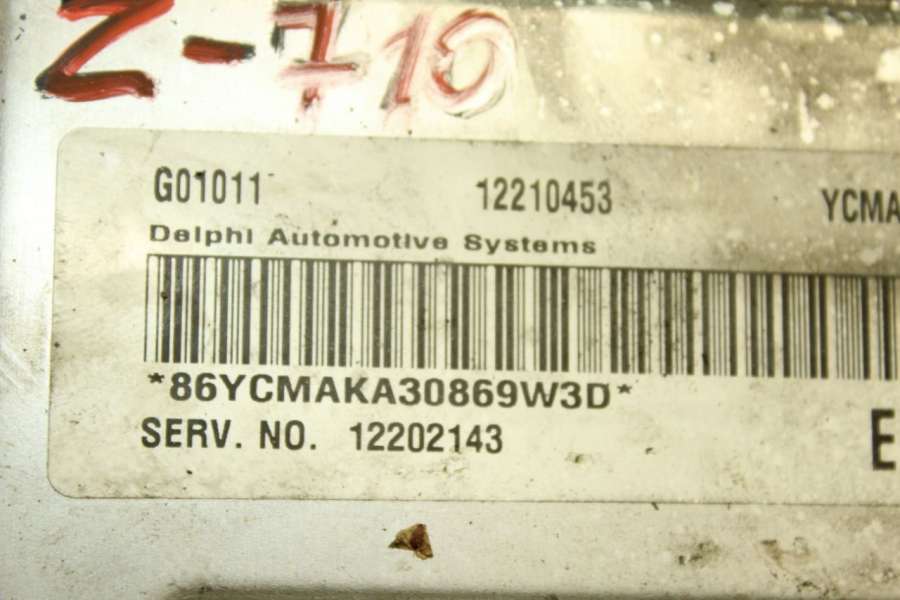 Z-710
G01011 12210453 YCMA
Delphi Automotive Systems
*86YCMAKA30869W3D*
SERV. NO. 12202143
E